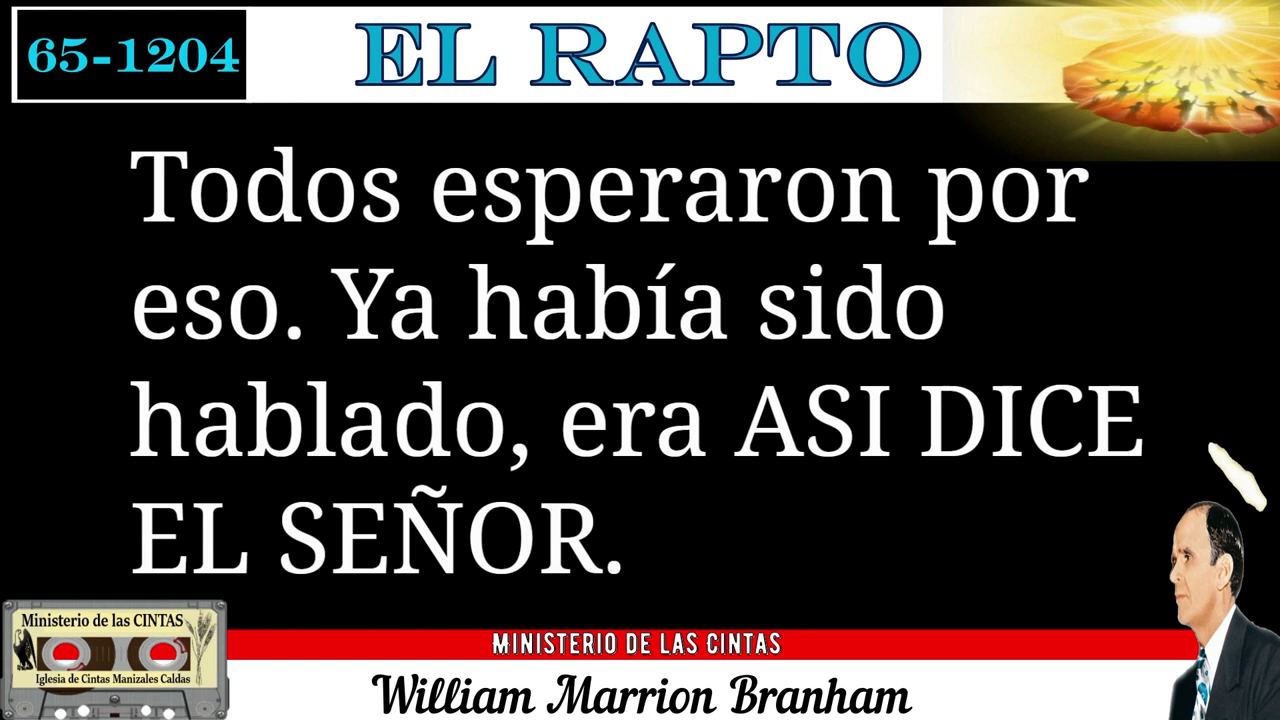 65-1204
EL RAPTO
Todos esperaron por
eso. Ya había sido
hablado, era ASI DICE
EL SEÑOR.
Ministerio de las CINTAS
Iglesia de Cintas Manizales Caldas
MINISTERIO DE LAS CINTAS
William Marrion Branham